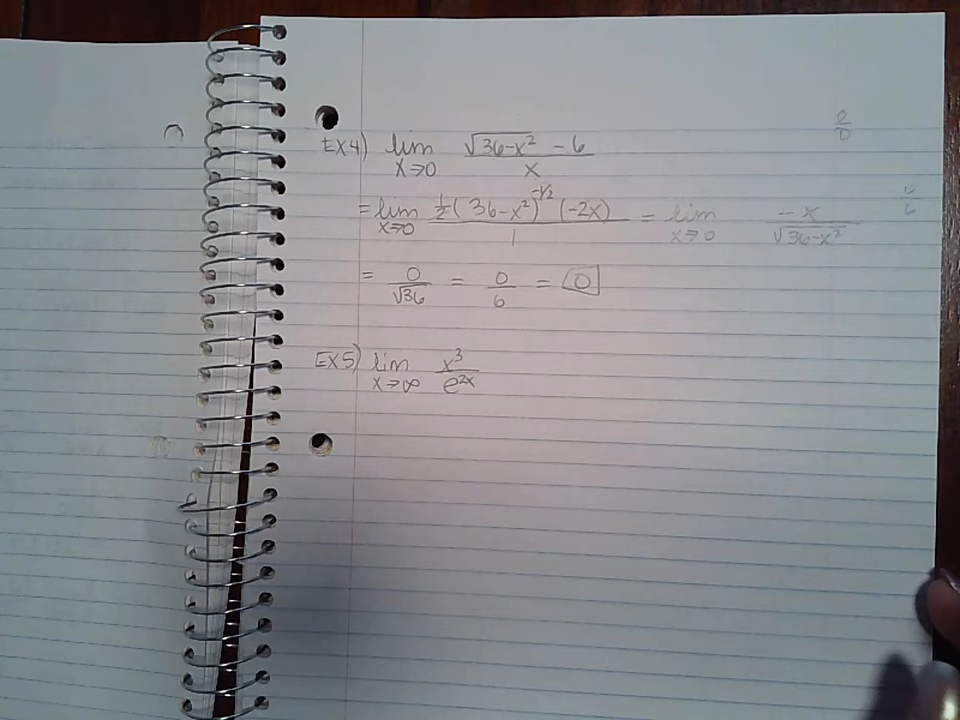 0/0
EX4) lim x→0 (√(36-x²) - 6)/x
= lim x→0 (½(36-x²)^(-1/2)(-2x))/1 = lim x→0 -x/√(36-x²)
0/6
= 0/√36 = 0/6 = 0
EX5) lim x→∞ x³/e^(2x)